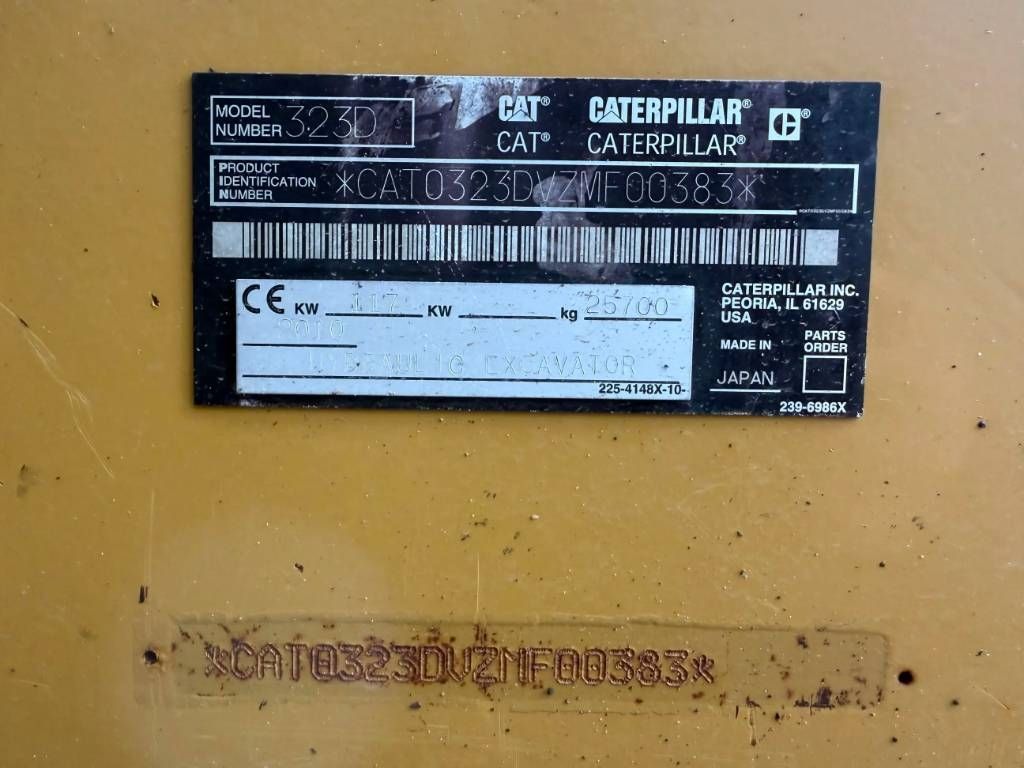 MODEL NUMBER 323D
CAT® CATERPILLAR® ®
CAT® CATERPILLAR®
PRODUCT IDENTIFICATION NUMBER *CAT0323DVZMF00383*
CE KW 117 KW kg 25700
2010
EXCAVATOR
225-4148X-10-
CATERPILLAR INC.
PEORIA, IL 61629
USA
MADE IN
JAPAN
PARTS
ORDER
239-6986X
*CAT0323DVZMF00383*